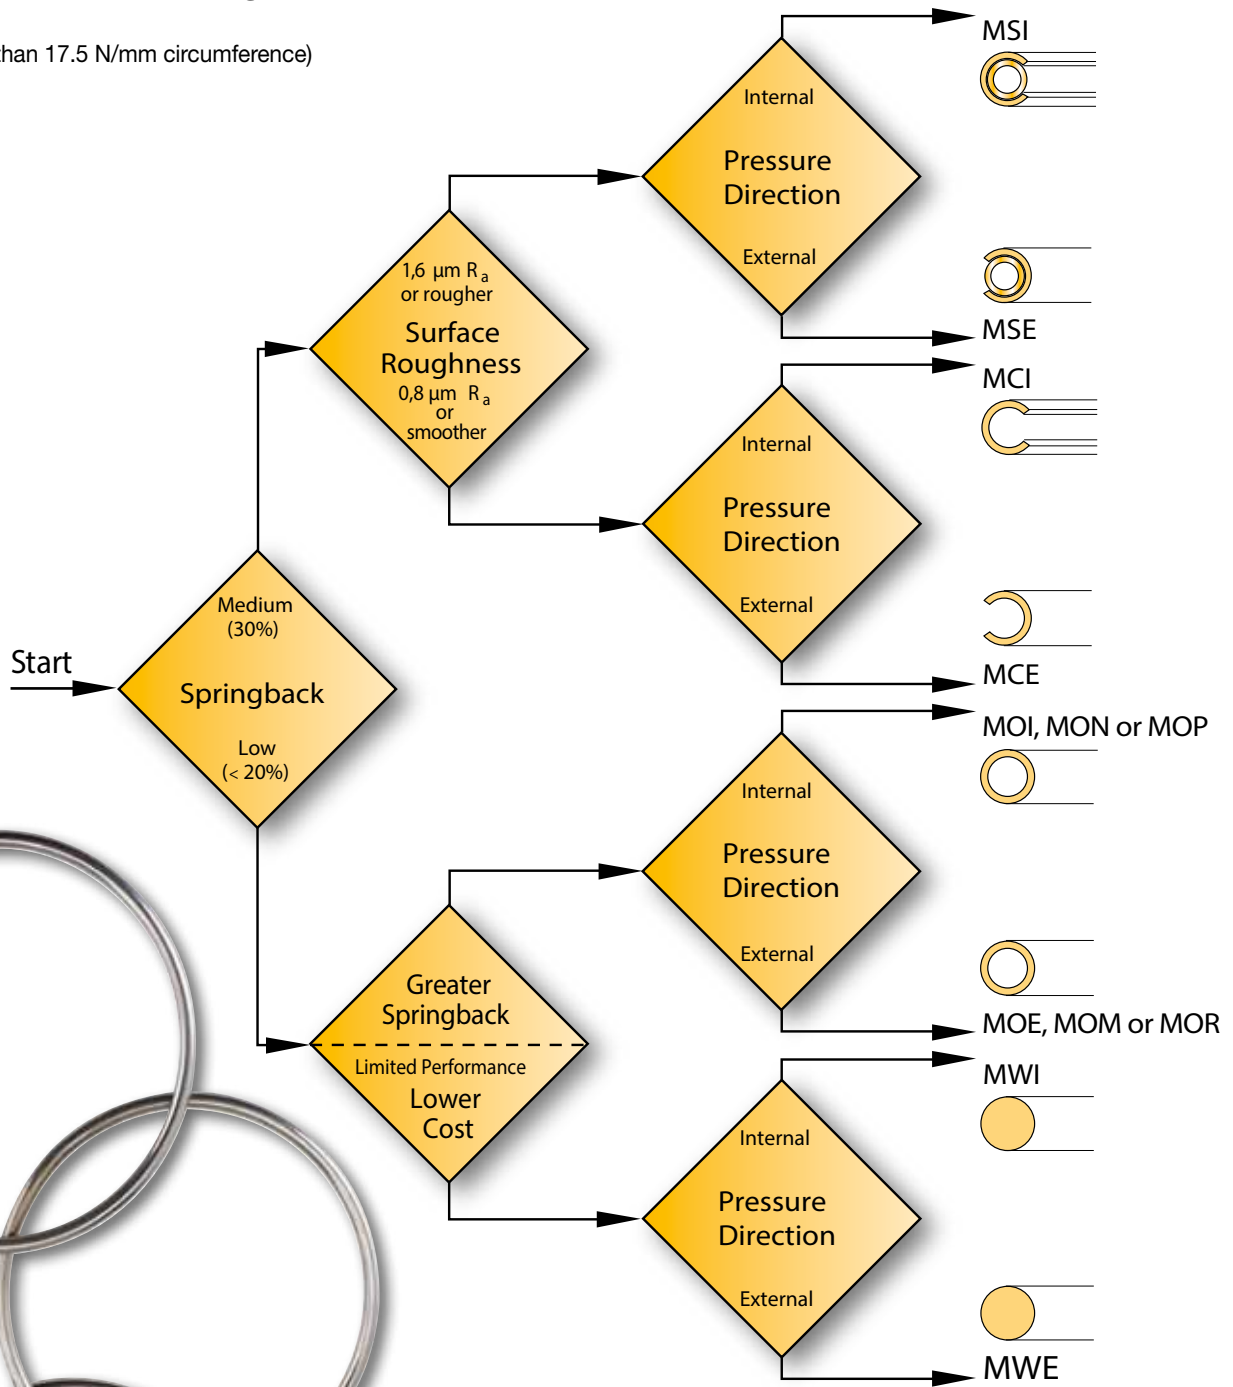 than 17.5 N/mm circumference)
MSI
Internal
Pressure
Direction
External
MSE
1,6 µm Ra
or rougher
Surface
Roughness
0,8 µm Ra
or
smoother
MCI
Internal
Pressure
Direction
External
MCE
Start
Medium
(30%)
Springback
Low
(< 20%)
MOI, MON or MOP
Internal
Pressure
Direction
External
MOE, MOM or MOR
Greater
Springback
Limited Performance
Lower
Cost
MWI
Internal
Pressure
Direction
External
MWE